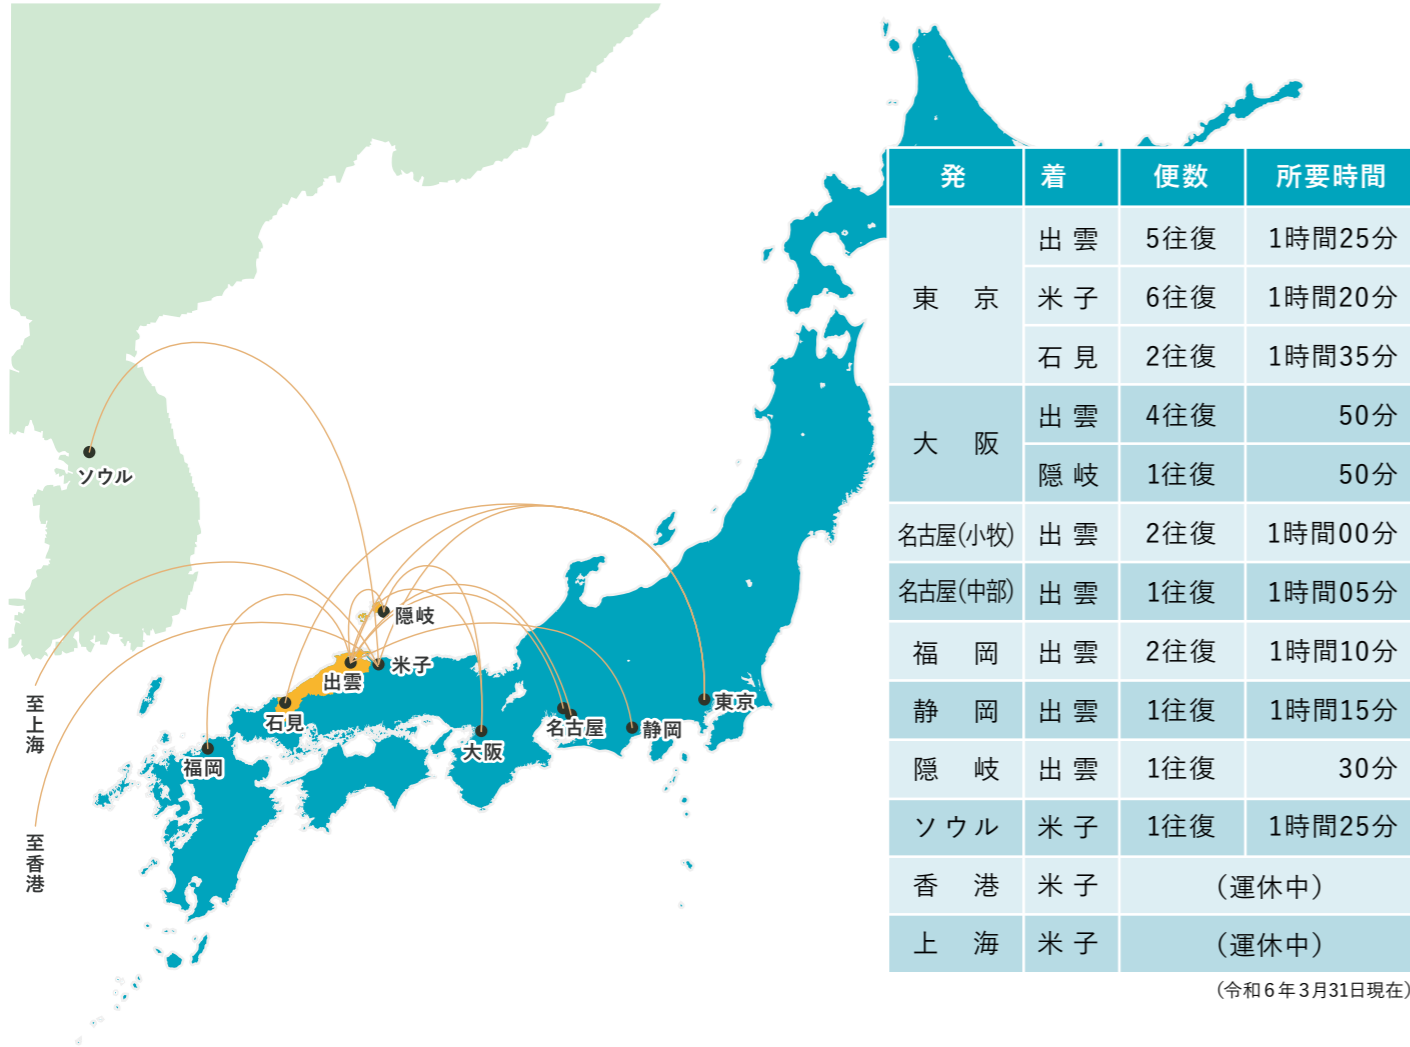 ソウル
隠岐
米子
出雲
石見
福岡
大阪
名古屋
静岡
東京
至上海
至香港
発 着 便数 所要時間
東京 出雲 5往復 1時間25分
米子 6往復 1時間20分
石見 2往復 1時間35分
大阪 出雲 4往復 50分
隠岐 1往復 50分
名古屋(小牧) 出雲 2往復 1時間00分
名古屋(中部) 出雲 1往復 1時間05分
福岡 出雲 2往復 1時間10分
静岡 出雲 1往復 1時間15分
隠岐 出雲 1往復 30分
ソウル 米子 1往復 1時間25分
香港 米子 (運休中)
上海 米子 (運休中)
(令和6年3月31日現在)